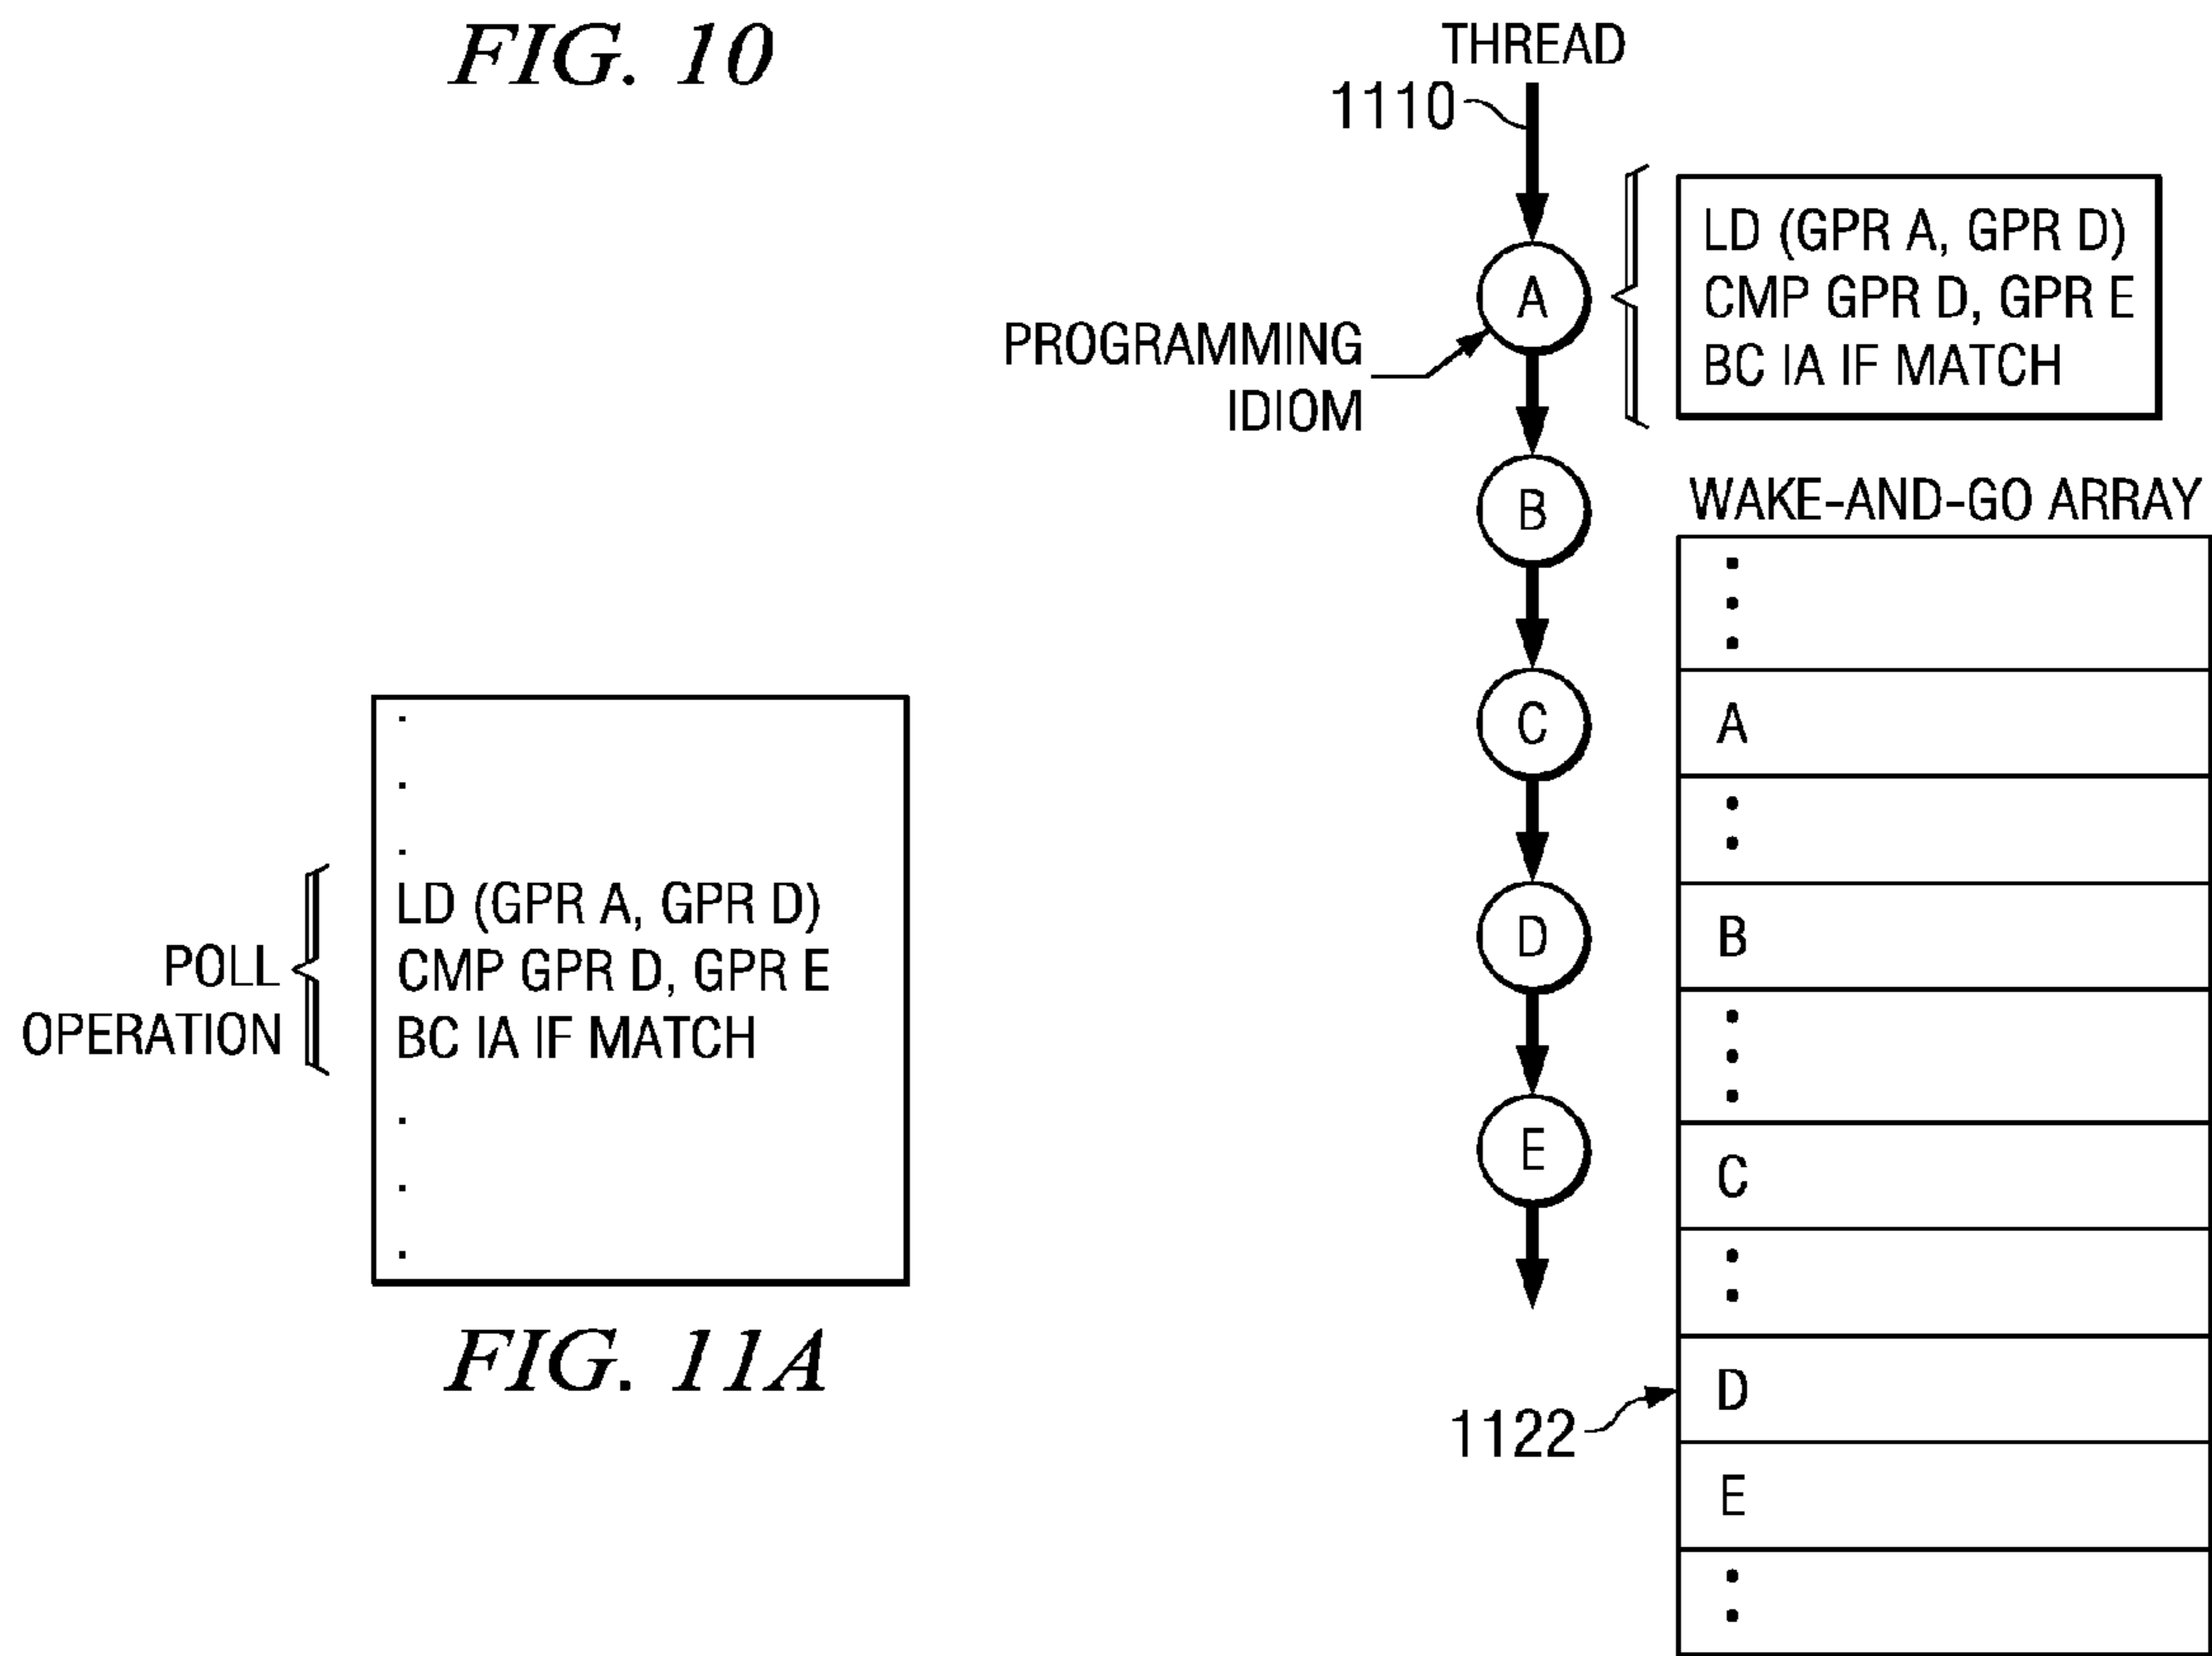 FIG. 10
POLL
OPERATION
LD (GPR A, GPR D)
CMP GPR D, GPR E
BC IA IF MATCH
FIG. 11A
THREAD
1110
PROGRAMMING
IDIOM
A
B
C
D
E
LD (GPR A, GPR D)
CMP GPR D, GPR E
BC IA IF MATCH
WAKE-AND-GO ARRAY
A
B
C
D
E
1122